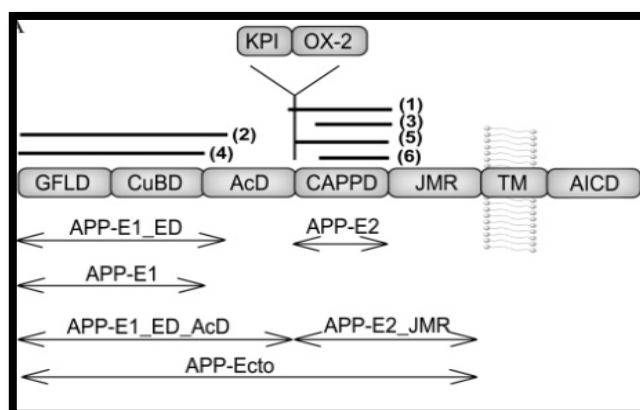 A
KPI OX-2
(1)
(3)
(2)
(5)
(4)
(6)
GFLD CuBD AcD CAPPD JMR TM AICD
APP-E1_ED APP-E2
APP-E1
APP-E1_ED_AcD APP-E2_JMR
APP-Ecto